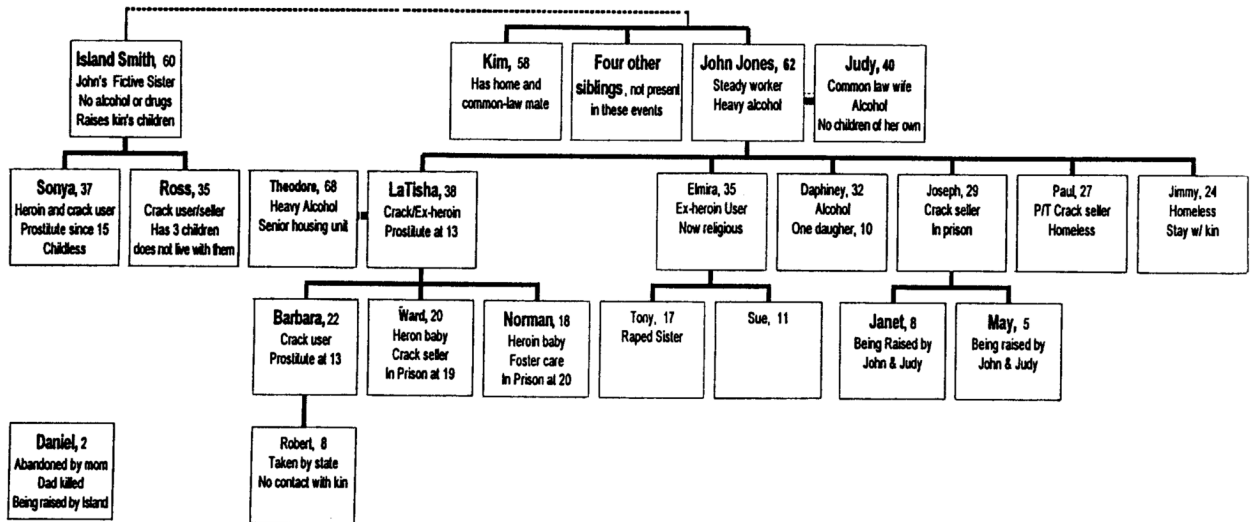 Island Smith, 60
John's Fictive Sister
No alcohol or drugs
Raises kin's children
Kim, 58
Has home and
common-law mate
Four other
siblings, not present
in these events
John Jones, 62
Steady worker
Heavy alcohol
Judy, 40
Common law wife
Alcohol
No children of her own
Sonya, 37
Heroin and crack user
Prostitute since 15
Childless
Ross, 35
Crack user/seller
Has 3 children
does not live with them
Theodore, 68
Heavy Alcohol
Senior housing unit
LaTisha, 38
Crack/Ex-heroin
Prostitute at 13
Elmira, 35
Ex-heroin User
Now religious
Daphiney, 32
Alcohol
One daugher, 10
Joseph, 29
Crack seller
In prison
Paul, 27
P/T Crack seller
Homeless
Jimmy, 24
Homeless
Stay w/ kin
Barbara, 22
Crack user
Prostitute at 13
Ward, 20
Heron baby
Crack seller
In Prison at 19
Norman, 18
Heroin baby
Foster care
In Prison at 20
Tony, 17
Raped Sister
Sue, 11
Janet, 8
Being Raised by
John & Judy
May, 5
Being raised by
John & Judy
Daniel, 2
Abandoned by mom
Dad killed
Being raised by Island
Robert, 8
Taken by state
No contact with kin